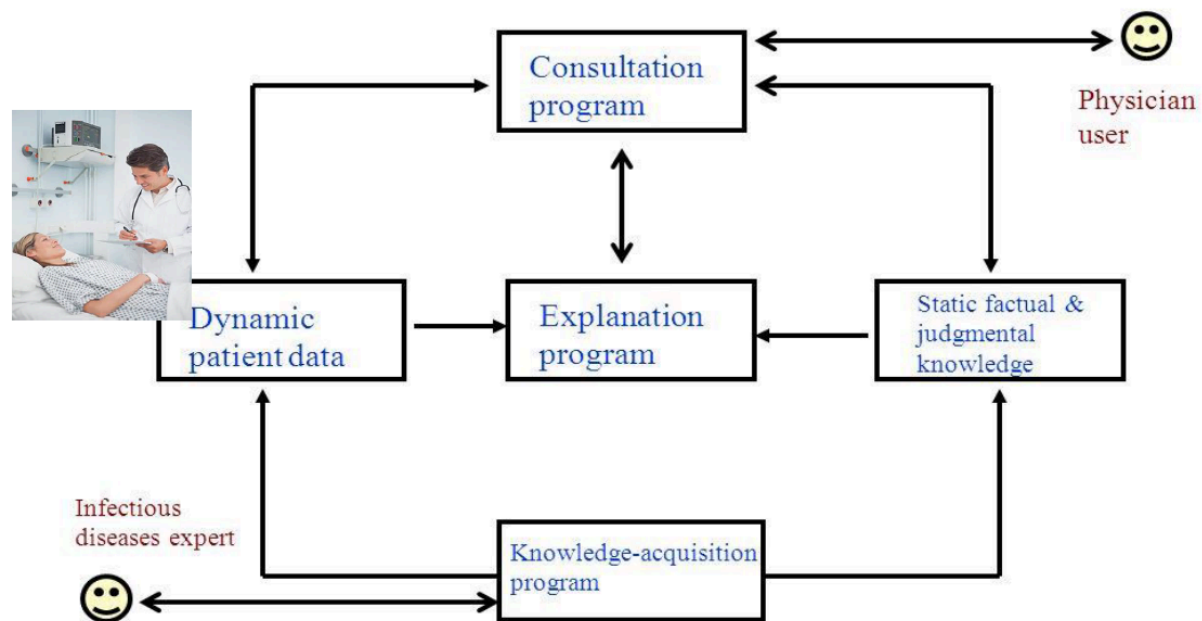 Consultation
program
Physician
user
Dynamic
patient data
Explanation
program
Static factual &
judgmental
knowledge
Infectious
diseases expert
Knowledge-acquisition
program